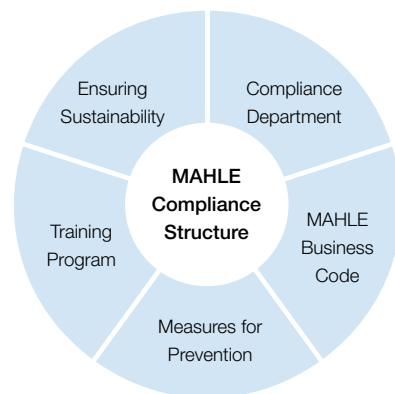 Ensuring
Sustainability
Compliance
Department
MAHLE
Compliance
Structure
MAHLE
Business
Code
Training
Program
Measures for
Prevention